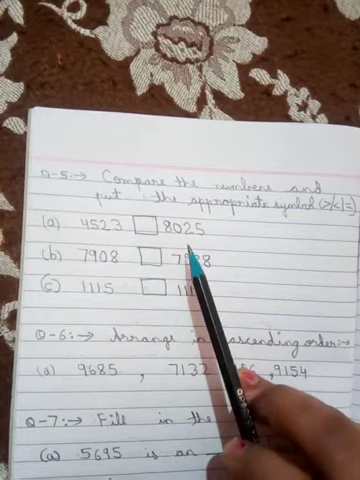 Q-5:→ Compare the numbers and
put the appropriate symbol (>/</=)
(a) 4523 8025
(b) 7908
(c) 1115
Q-6:→ Arrange in ascending order:→
(a) 9685, 7132 , 9154
Q-7:→ Fill in the
(a) 5695 is an